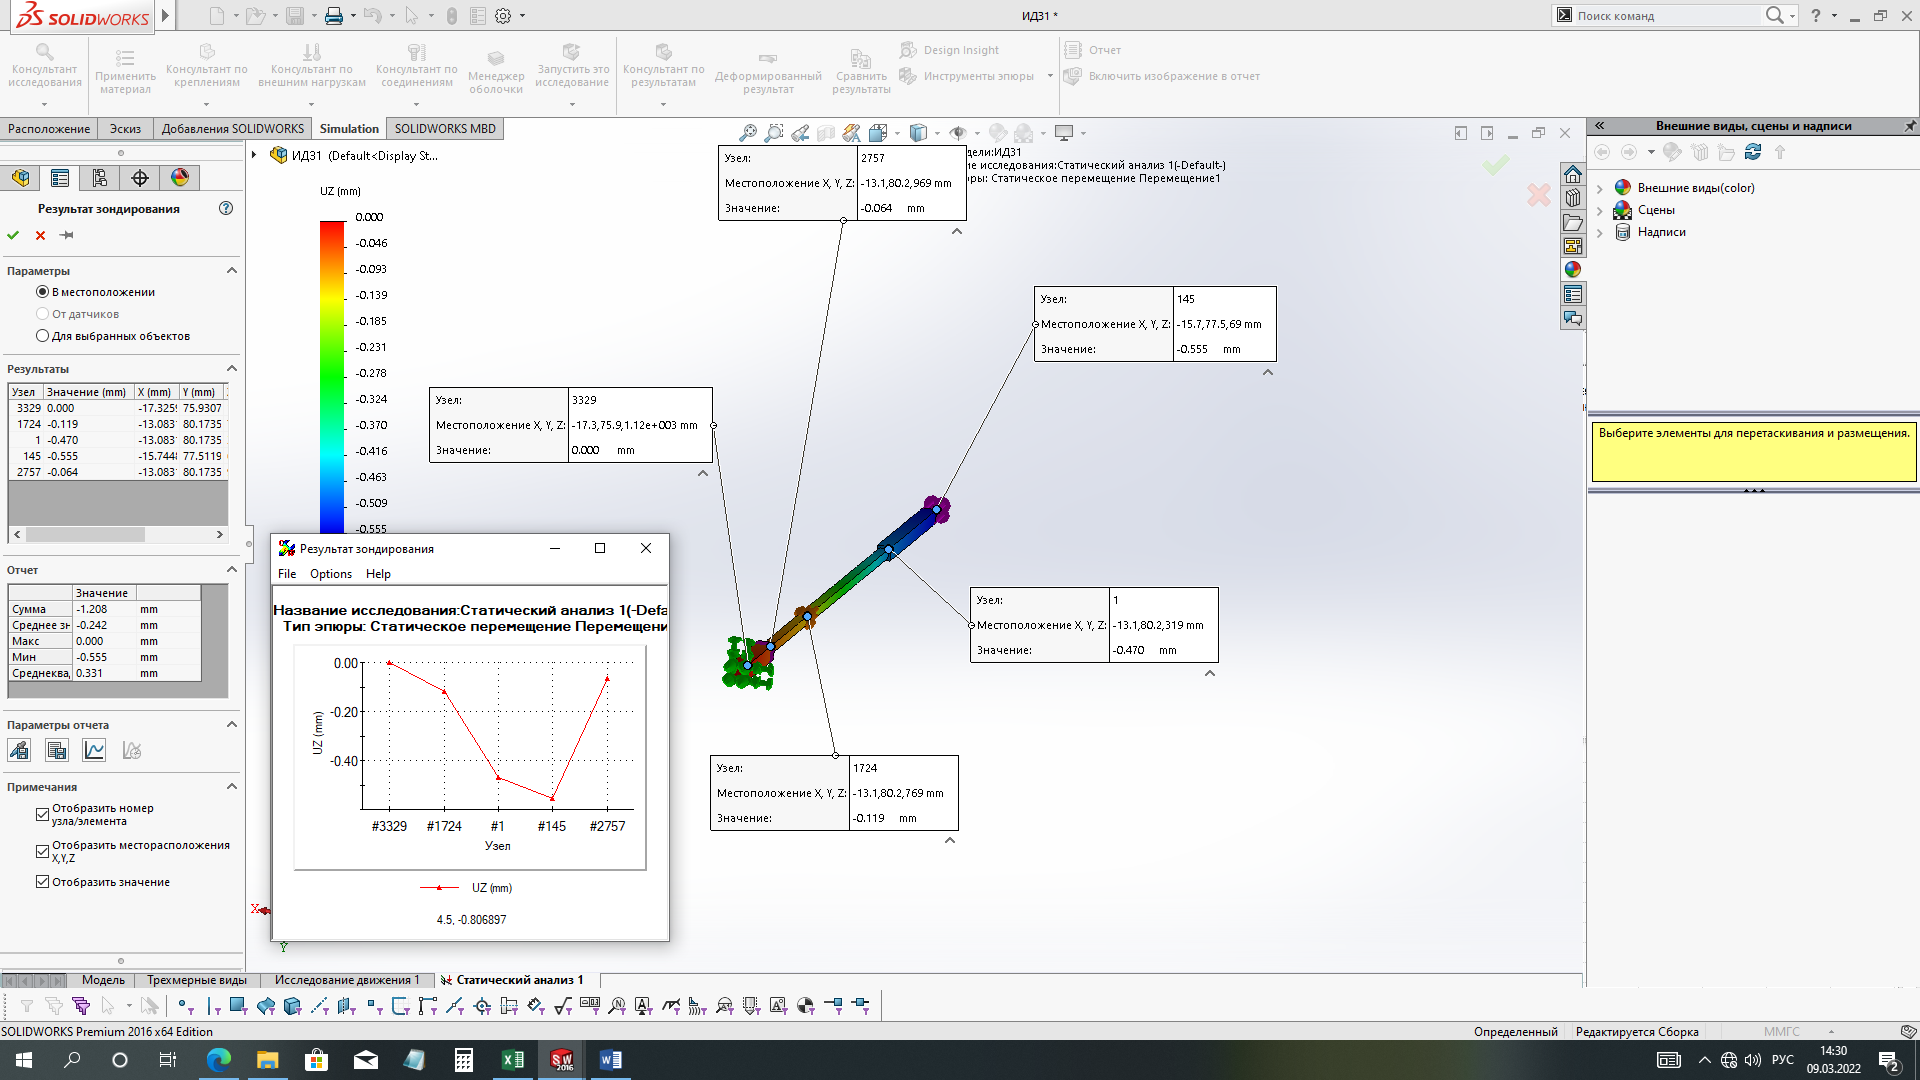 SOLIDWORKS
ИД31 *
Поиск команд
Консультант исследования
Применить материал
Консультант по креплениям
Консультант по внешним нагрузкам
Консультант по соединениям
Менеджер оболочки
Запустить это исследование
Консультант по результатам
Деформированный результат
Сравнить результаты
Design Insight
Инструменты эпюры
Отчет
Включить изображение в отчет
Расположение
Эскиз
Добавления SOLIDWORKS
Simulation
SOLIDWORKS MBD
Результат зондирования
Параметры
В местоположении
От датчиков
Для выбранных объектов
Результаты
Узел Значение (mm) X (mm) Y (mm)
3329 0.000 -17.325 75.9307
1724 -0.119 -13.083 80.1735
1 -0.470 -13.083 80.1735
145 -0.555 -15.744 77.5119
2757 -0.064 -13.083 80.1735
Отчет
Значение
Сумма -1.208 mm
Среднее -0.242 mm
Макс 0.000 mm
Мин -0.555 mm
Среднеква 0.331 mm
Параметры отчета
Примечания
Отобразить номер
узла/элемента
Отобразить месторасположения
X,Y,Z
Отобразить значение
ИД31 (Default<Display St...
дели:ИД31
ие исследования:Статический анализ 1(-Default-)
эры: Статическое перемещение Перемещение1
UZ (mm)
0.000
-0.046
-0.093
-0.139
-0.185
-0.231
-0.278
-0.324
-0.370
-0.416
-0.463
-0.509
-0.555
Узел: 2757
Местоположение X, Y, Z: -13.1,80.2,969 mm
Значение: -0.064 mm
Узел: 145
Местоположение X, Y, Z: -15.7,77.5,69 mm
Значение: -0.555 mm
Узел: 3329
Местоположение X, Y, Z: -17.3,75.9,1.12e+003 mm
Значение: 0.000 mm
Узел: 1
Местоположение X, Y, Z: -13.1,80.2,319 mm
Значение: -0.470 mm
Узел: 1724
Местоположение X, Y, Z: -13.1,80.2,769 mm
Значение: -0.119 mm
Результат зондирования
File Options Help
Название исследования:Статический анализ 1(-Defa
Тип эпюры: Статическое перемещение Перемещени
0.00
-0.20
-0.40
UZ (mm)
#3329 #1724 #1 #145 #2757
Узел
UZ (mm)
4.5, -0.806897
X
Y
Внешние виды, сцены и надписи
Внешние виды(color)
Сцены
Надписи
Выберите элементы для перетаскивания и размещения.
Модель
Трехмерные виды
Исследование движения 1
Статический анализ 1
SOLIDWORKS Premium 2016 x64 Edition
Определенный
Редактируется Сборка
ММГС
РУС
14:30
09.03.2022
2